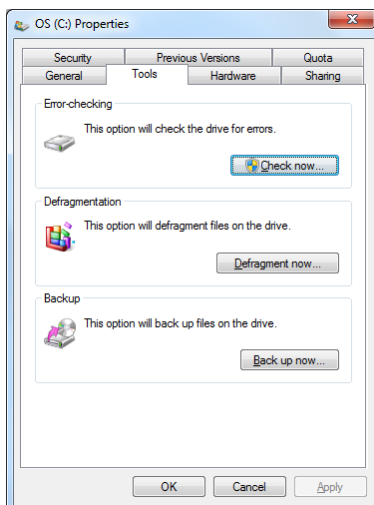 OS (C:) Properties
Security Previous Versions Quota
General Tools Hardware Sharing
Error-checking
This option will check the drive for errors.
Check now...
Defragmentation
This option will defragment files on the drive.
Defragment now...
Backup
This option will back up files on the drive.
Back up now...
OK Cancel Apply